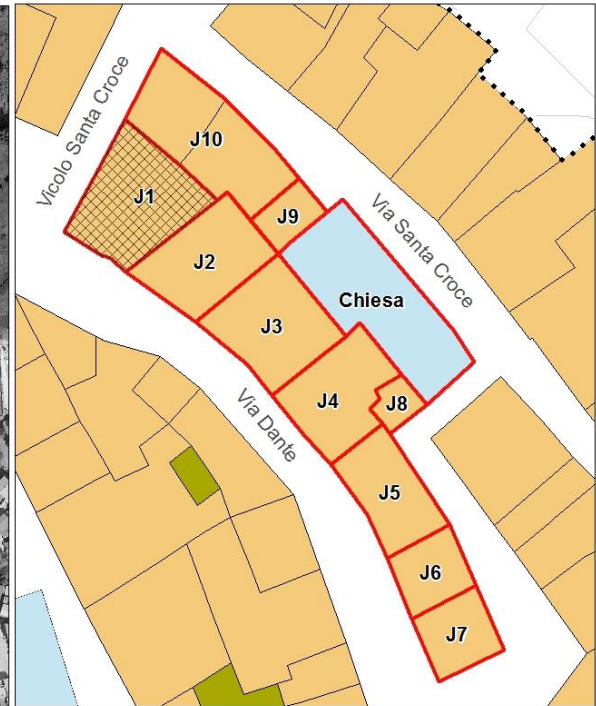 Vicolo Santa Croce
J10
J1
J9
Via Santa Croce
J2
Chiesa
J3
J4
J8
Via Dante
J5
J6
J7